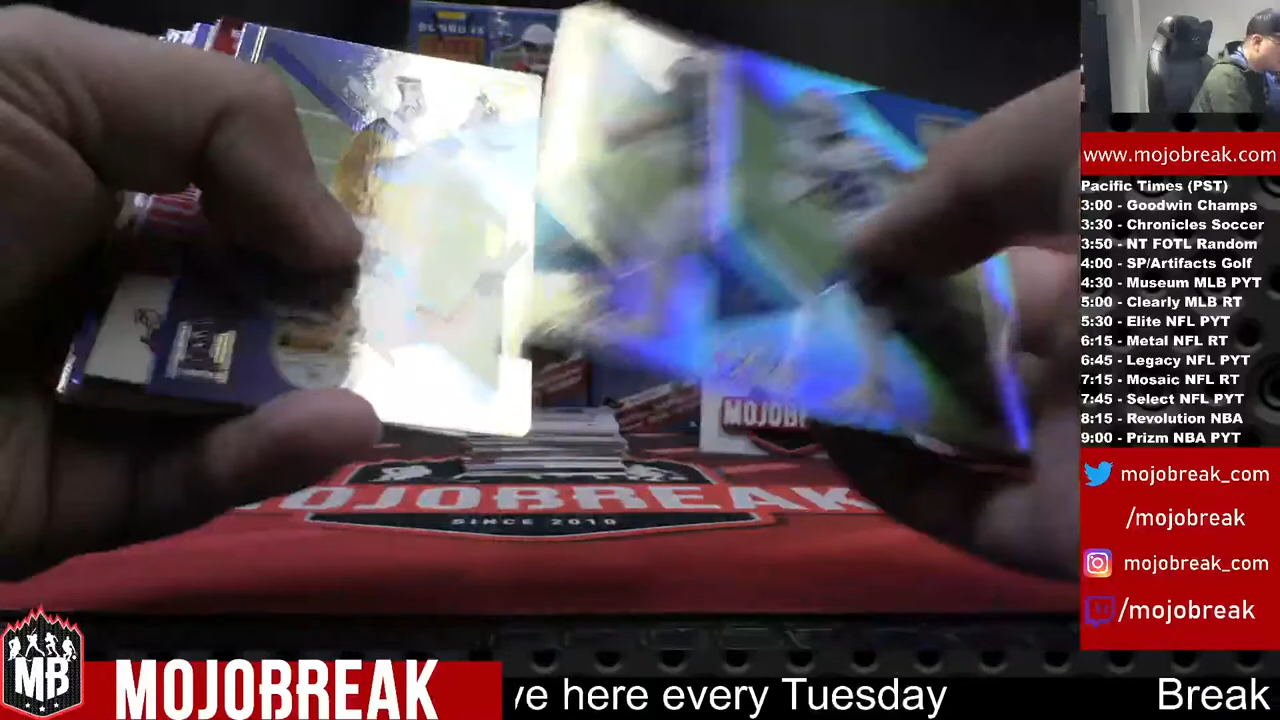 www.mojobreak.com
Pacific Times (PST)
3:00 - Goodwin Champs
3:30 - Chronicles Soccer
3:50 - NT FOTL Random
4:00 - SP/Artifacts Golf
4:30 - Museum MLB PYT
5:00 - Clearly MLB RT
5:30 - Elite NFL PYT
6:15 - Metal NFL RT
6:45 - Legacy NFL PYT
7:15 - Mosaic NFL RT
7:45 - Select NFL PYT
8:15 - Revolution NBA
9:00 - Prizm NBA PYT
mojobreak_com
/mojobreak
mojobreak_com
/mojobreak
MOJOB
MOJOBREAK
SINCE 2010
MB
MOJOBREAK
ve here every Tuesday
Break